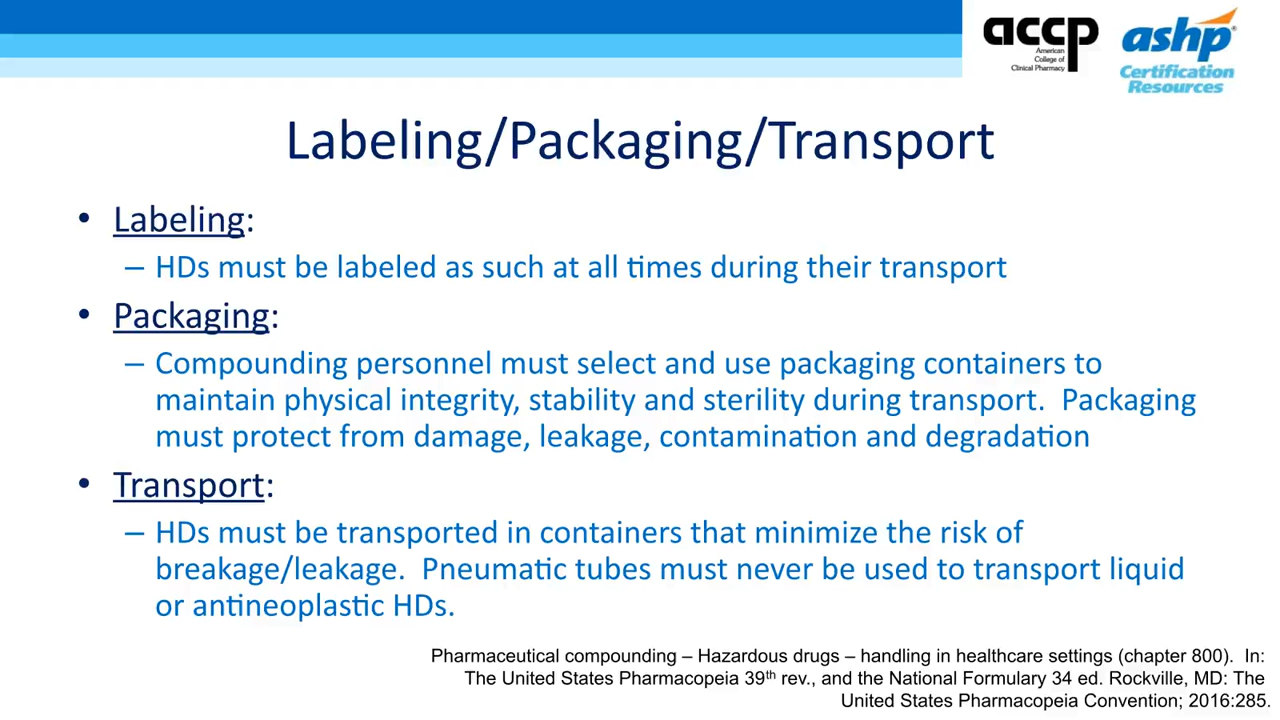 accp
American
College of
Clinical Pharmacy
ashp®
Certification
Resources
Labeling/Packaging/Transport
• Labeling:
– HDs must be labeled as such at all times during their transport
• Packaging:
– Compounding personnel must select and use packaging containers to
maintain physical integrity, stability and sterility during transport.  Packaging
must protect from damage, leakage, contamination and degradation
• Transport:
– HDs must be transported in containers that minimize the risk of
breakage/leakage.  Pneumatic tubes must never be used to transport liquid
or antineoplastic HDs.
Pharmaceutical compounding – Hazardous drugs – handling in healthcare settings (chapter 800).  In:
The United States Pharmacopeia 39th rev., and the National Formulary 34 ed. Rockville, MD: The
United States Pharmacopeia Convention; 2016:285.